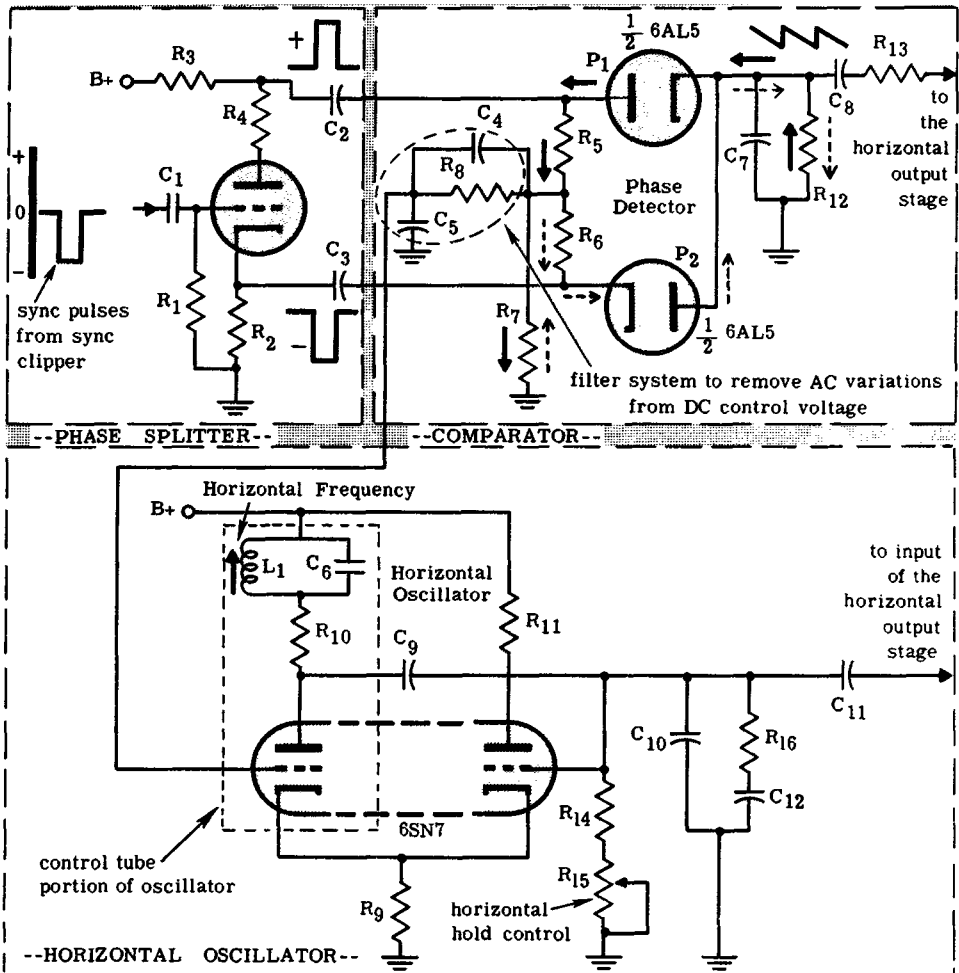 +
1/2 6AL5
P1
R3
B+
R4
C2
C8
R13
to
the
horizontal
output
stage
C4
R5
R8
+
0
-
C1
Phase
Detector
C7
R12
C5
R6
C3
P2
sync pulses
from sync
clipper
R1
R2
-
R7
1/2 6AL5
filter system to remove AC variations
from DC control voltage
--PHASE SPLITTER--
--COMPARATOR--
Horizontal Frequency
B+
L1
C6
Horizontal
Oscillator
to input
of the
horizontal
output
stage
R10
R11
C9
C11
C10
R16
C12
6SN7
R14
control tube
portion of oscillator
R15
R9
horizontal
hold control
--HORIZONTAL OSCILLATOR--